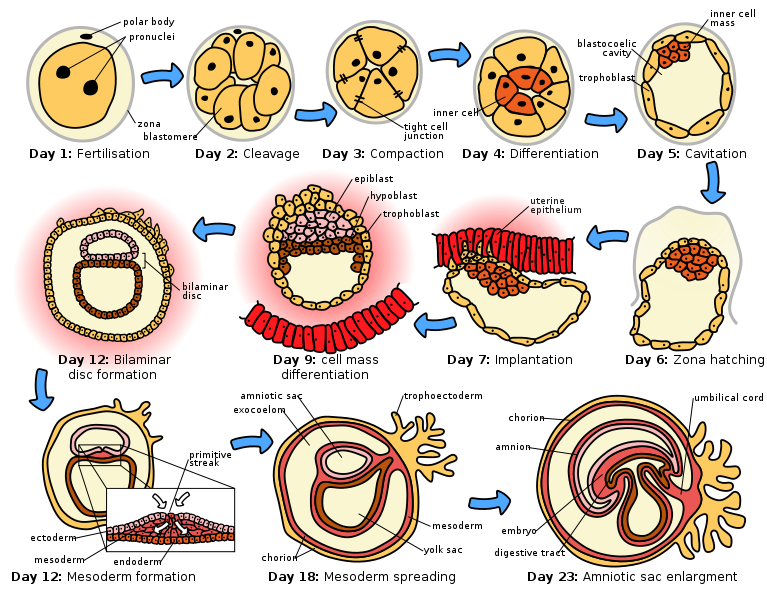 polar body
pronuclei
zona
blastomere
Day 1: Fertilisation
Day 2: Cleavage
tight cell
junction
Day 3: Compaction
inner cell
Day 4: Differentiation
inner cell
mass
blastocoelic
cavity
trophoblast
Day 5: Cavitation
Day 6: Zona hatching
uterine
epithelium
Day 7: Implantation
epiblast
hypoblast
trophoblast
Day 9: cell mass
differentiation
bilaminar
disc
Day 12: Bilaminar
disc formation
primitive
streak
ectoderm
mesoderm
endoderm
Day 12: Mesoderm formation
amniotic sac
exocoelom
trophoectoderm
mesoderm
yolk sac
chorion
Day 18: Mesoderm spreading
umbilical cord
chorion
amnion
embryo
digestive tract
Day 23: Amniotic sac enlargment